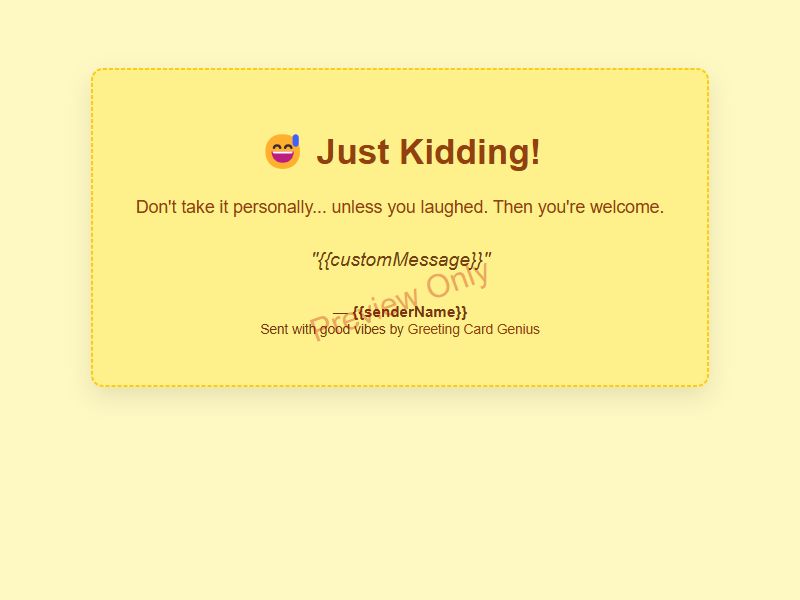 😅 Just Kidding!
Don't take it personally... unless you laughed. Then you're welcome.
"{{customMessage}}"
Preview Only
— {{senderName}}
Sent with good vibes by Greeting Card Genius